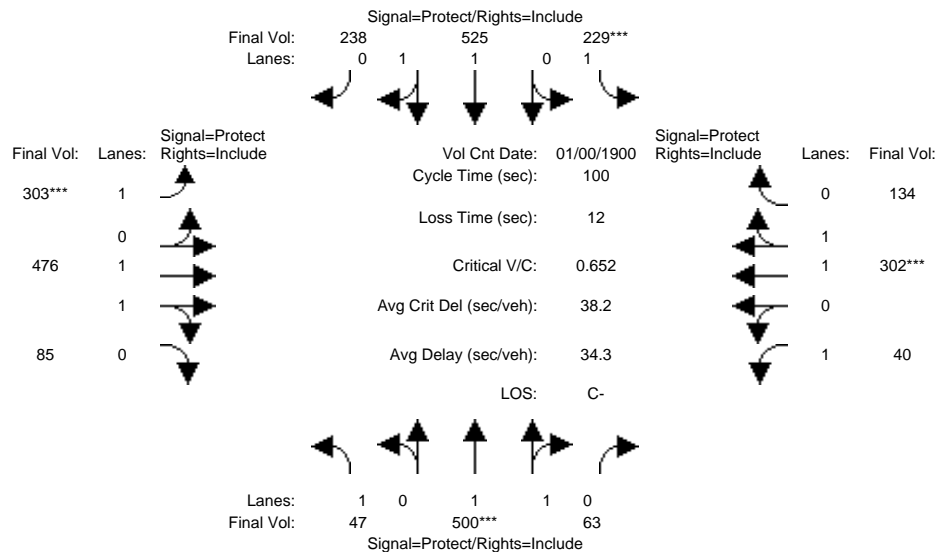 Signal=Protect/Rights=Include
Final Vol: 238 525 229***
Lanes: 0 1 1 0 1
Signal=Protect Signal=Protect
Final Vol: Lanes: Rights=Include Vol Cnt Date: 01/00/1900 Rights=Include Lanes: Final Vol:
Cycle Time (sec): 100
303*** 1 0 134
Loss Time (sec): 12
0 1
476 1 Critical V/C: 0.652 1 302***
1 Avg Crit Del (sec/veh): 38.2 0
85 0 Avg Delay (sec/veh): 34.3 1 40
LOS: C-
Lanes: 1 0 1 1 0
Final Vol: 47 500*** 63
Signal=Protect/Rights=Include